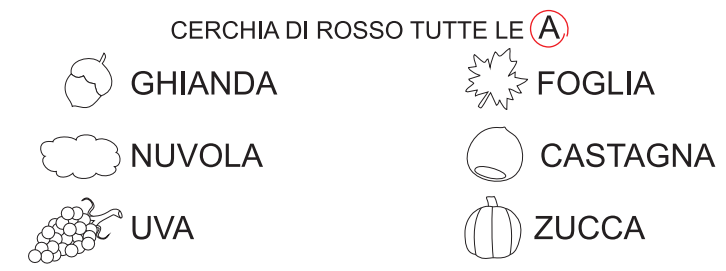 CERCHIA DI ROSSO TUTTE LE A
GHIANDA FOGLIA
NUVOLA CASTAGNA
UVA ZUCCA